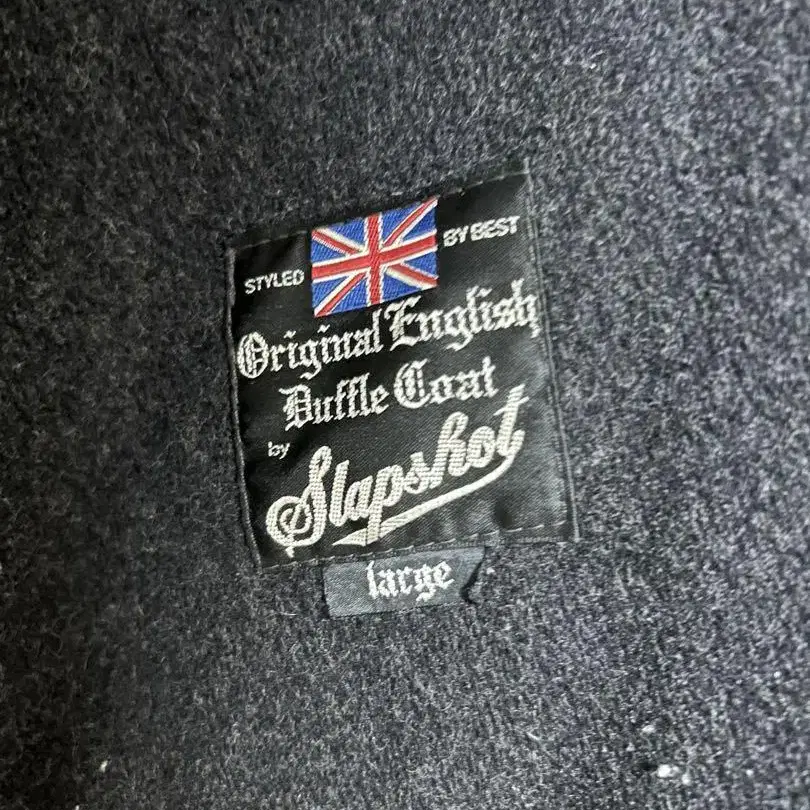 STYLED BY BEST
Original English
Duffle Coat
by
Slapshot
large